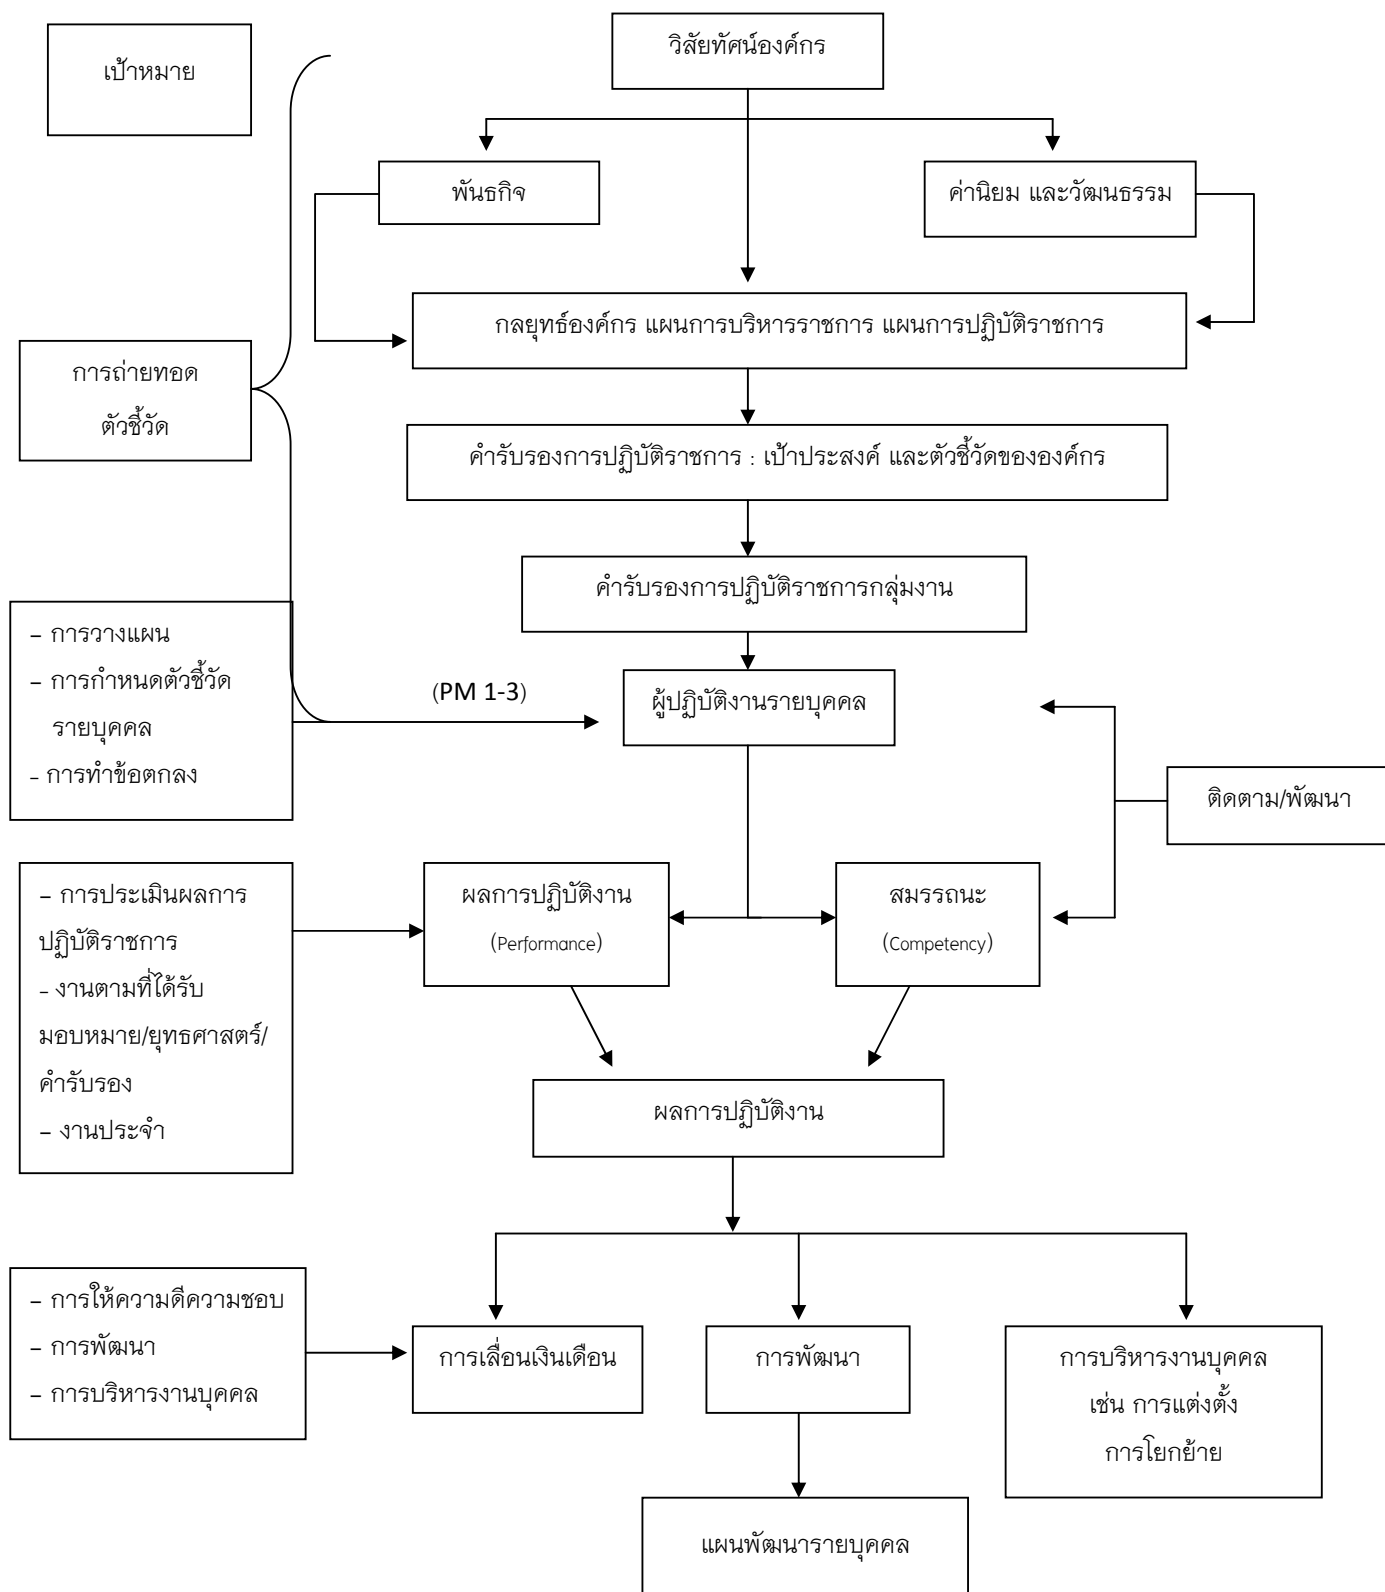 วิสัยทัศน์องค์กร
เป้าหมาย
พันธกิจ
ค่านิยม และวัฒนธรรม
กลยุทธ์องค์กร แผนการบริหารราชการ แผนการปฏิบัติราชการ
การถ่ายทอด
ตัวชี้วัด
คำรับรองการปฏิบัติราชการ : เป้าประสงค์ และตัวชี้วัดขององค์กร
คำรับรองการปฏิบัติราชการกลุ่มงาน
– การวางแผน
– การกำหนดตัวชี้วัด
รายบุคคล
- การทำข้อตกลง
(PM 1-3)
ผู้ปฏิบัติงานรายบุคคล
ติดตาม/พัฒนา
– การประเมินผลการ
ปฏิบัติราชการ
- งานตามที่ได้รับ
มอบหมาย/ยุทธศาสตร์/
คำรับรอง
– งานประจำ
ผลการปฏิบัติงาน
(Performance)
สมรรถนะ
(Competency)
ผลการปฏิบัติงาน
– การให้ความดีความชอบ
– การพัฒนา
– การบริหารงานบุคคล
การเลื่อนเงินเดือน
การพัฒนา
การบริหารงานบุคคล
เช่น การแต่งตั้ง
การโยกย้าย
แผนพัฒนารายบุคคล